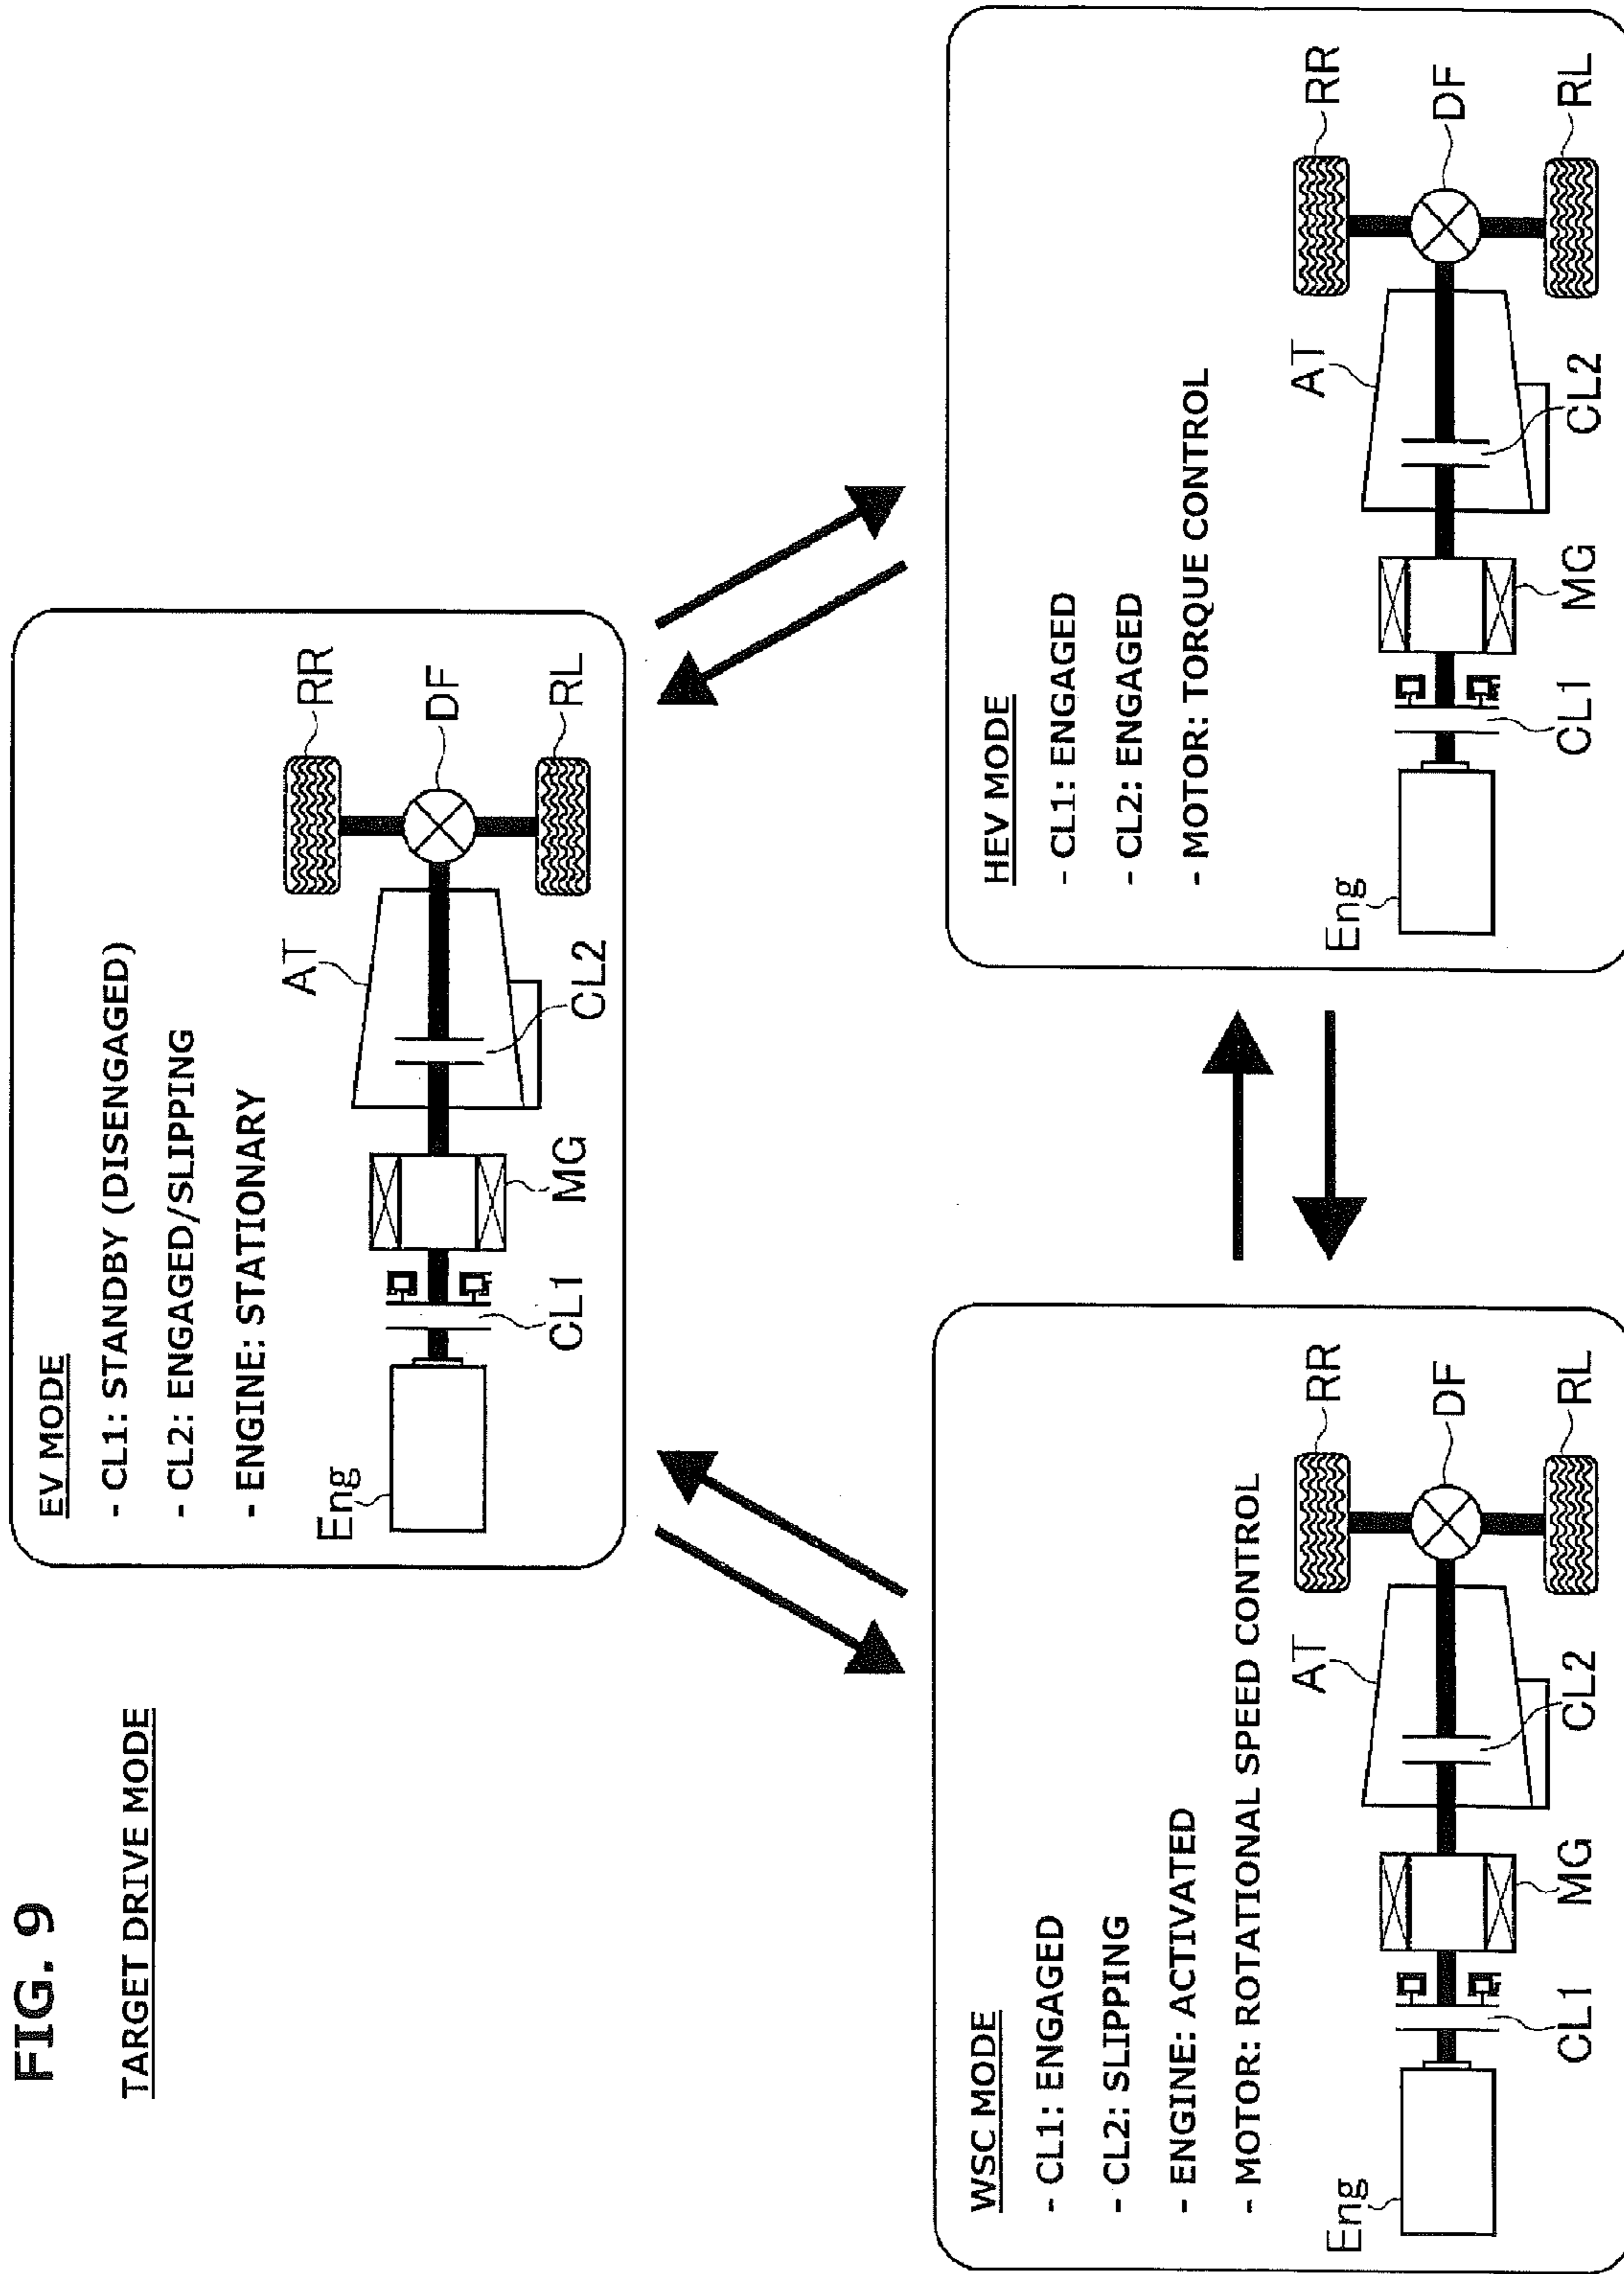 FIG. 9
TARGET DRIVE MODE
EV MODE
- CL1: STANDBY (DISENGAGED)
- CL2: ENGAGED/SLIPPING
- ENGINE: STATIONARY
Eng
CL1
MG
AT
CL2
RR
DF
RL
WSC MODE
- CL1: ENGAGED
- CL2: SLIPPING
- ENGINE: ACTIVATED
- MOTOR: ROTATIONAL SPEED CONTROL
Eng
CL1
MG
AT
CL2
RR
DF
RL
HEV MODE
- CL1: ENGAGED
- CL2: ENGAGED
- MOTOR: TORQUE CONTROL
Eng
CL1
MG
AT
CL2
RR
DF
RL